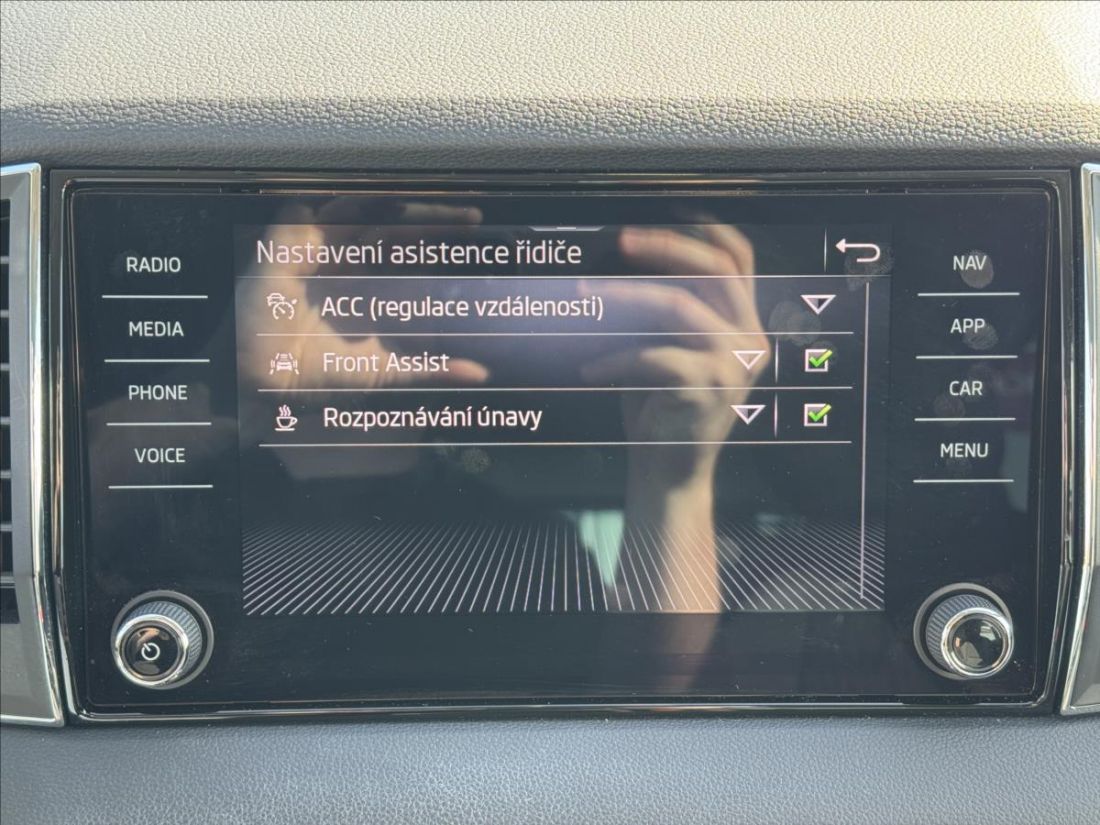 Nastavení asistence řidiče
RADIO
MEDIA
PHONE
VOICE
ACC (regulace vzdálenosti)
Front Assist
Rozpoznávání únavy
NAV
APP
CAR
MENU